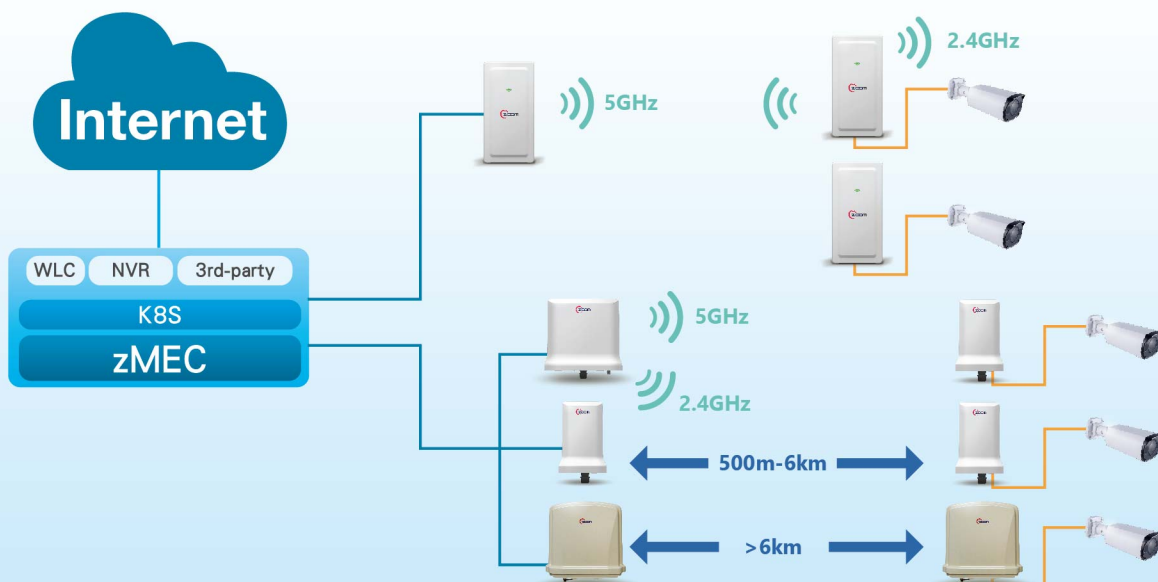 Internet
WLC
NVR
3rd-party
K8S
zMEC
5GHz
2.4GHz
5GHz
2.4GHz
500m-6km
>6km